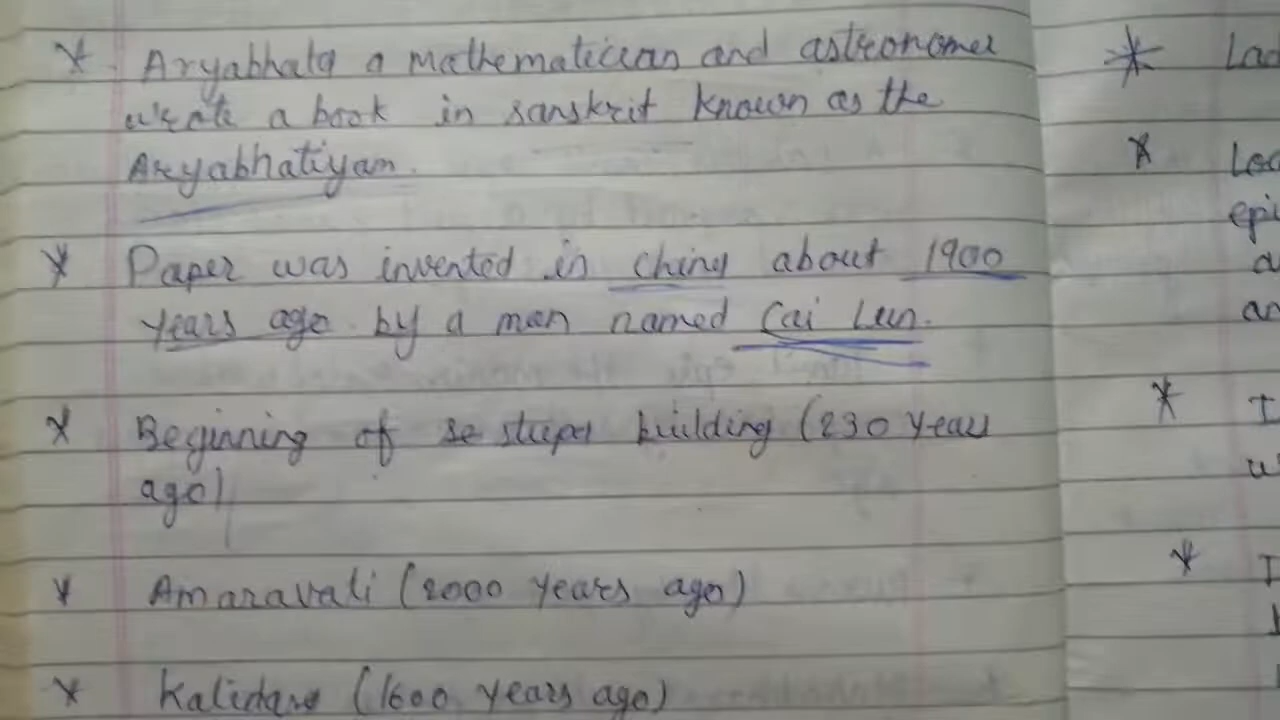 * Aryabhata a mathematician and astronomer
wrote a book in sanskrit known as the
Aryabhatiyam.
* Paper was invented in China about 1900
years ago by a man named Cai Lun.
* Beginning of building (230 years
ago)
* Amaravati (2000 years ago)
* Kalidasa (1600 years ago)
*
*
epi
*
*